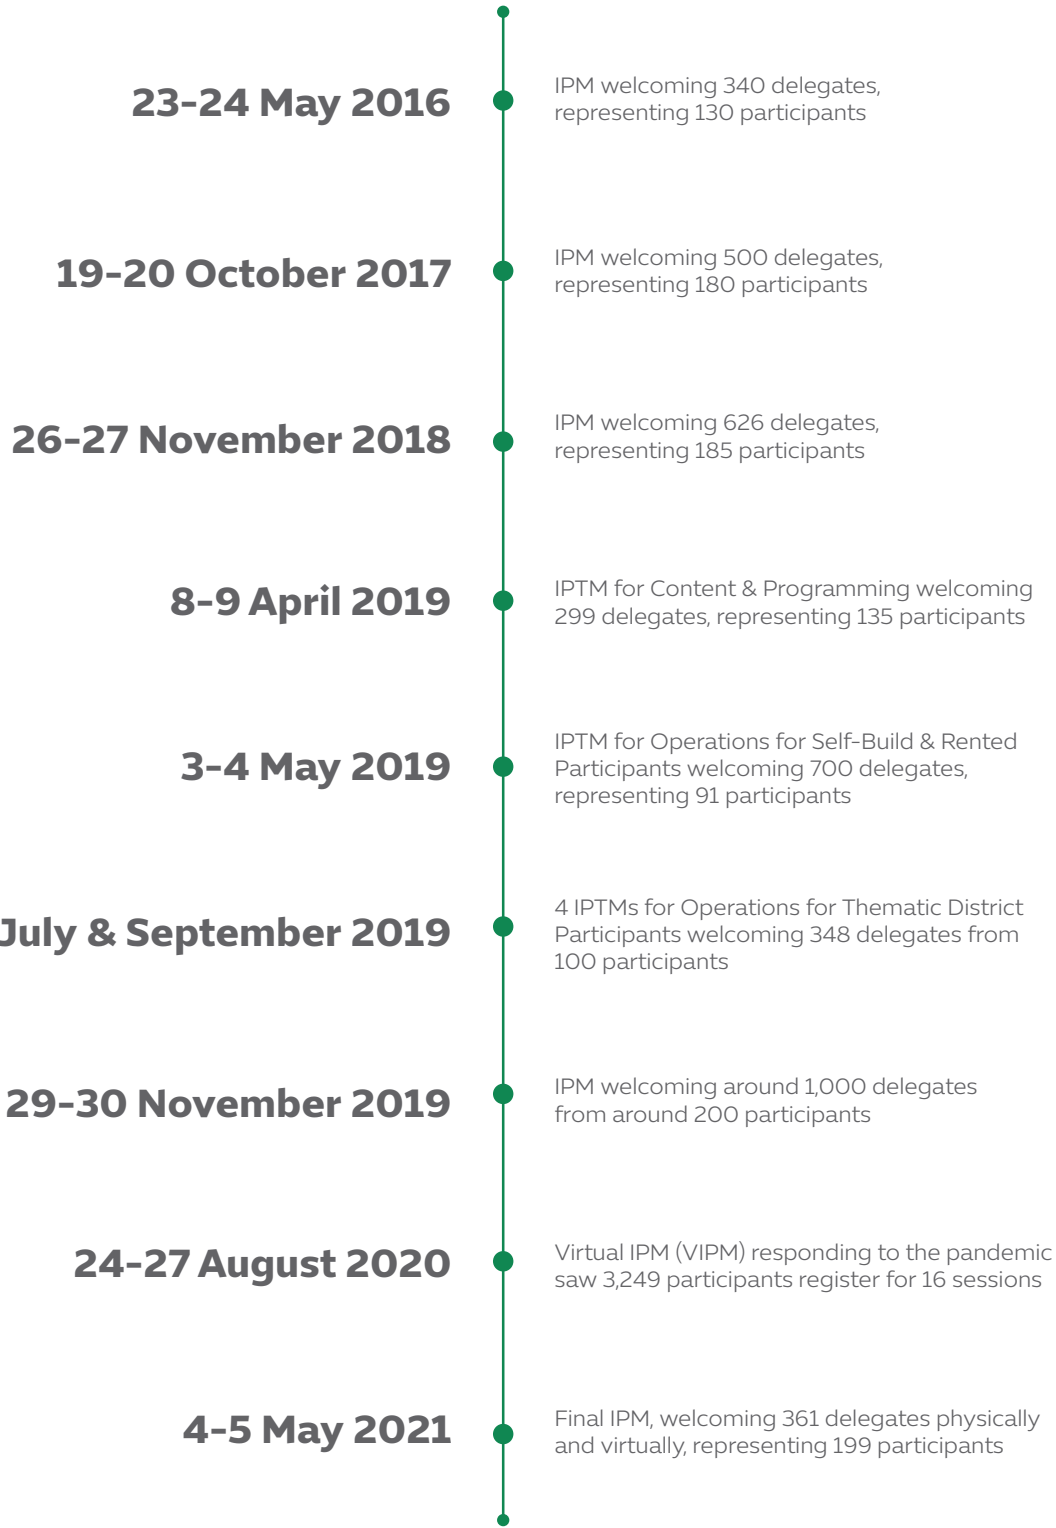 23-24 May 2016
IPM welcoming 340 delegates,
representing 130 participants
19-20 October 2017
IPM welcoming 500 delegates,
representing 180 participants
26-27 November 2018
IPM welcoming 626 delegates,
representing 185 participants
8-9 April 2019
IPTM for Content & Programming welcoming
299 delegates, representing 135 participants
3-4 May 2019
IPTM for Operations for Self-Build & Rented
Participants welcoming 700 delegates,
representing 91 participants
July & September 2019
4 IPTMs for Operations for Thematic District
Participants welcoming 348 delegates from
100 participants
29-30 November 2019
IPM welcoming around 1,000 delegates
from around 200 participants
24-27 August 2020
Virtual IPM (VIPM) responding to the pandemic
saw 3,249 participants register for 16 sessions
4-5 May 2021
Final IPM, welcoming 361 delegates physically
and virtually, representing 199 participants